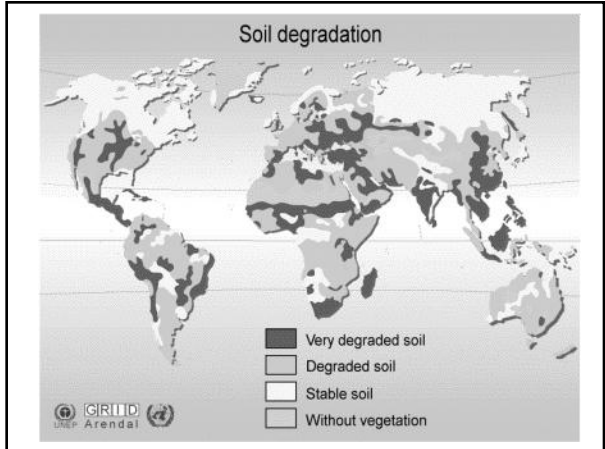 Soil degradation
Very degraded soil
Degraded soil
Stable soil
Without vegetation
UNEP
GRID
Arendal